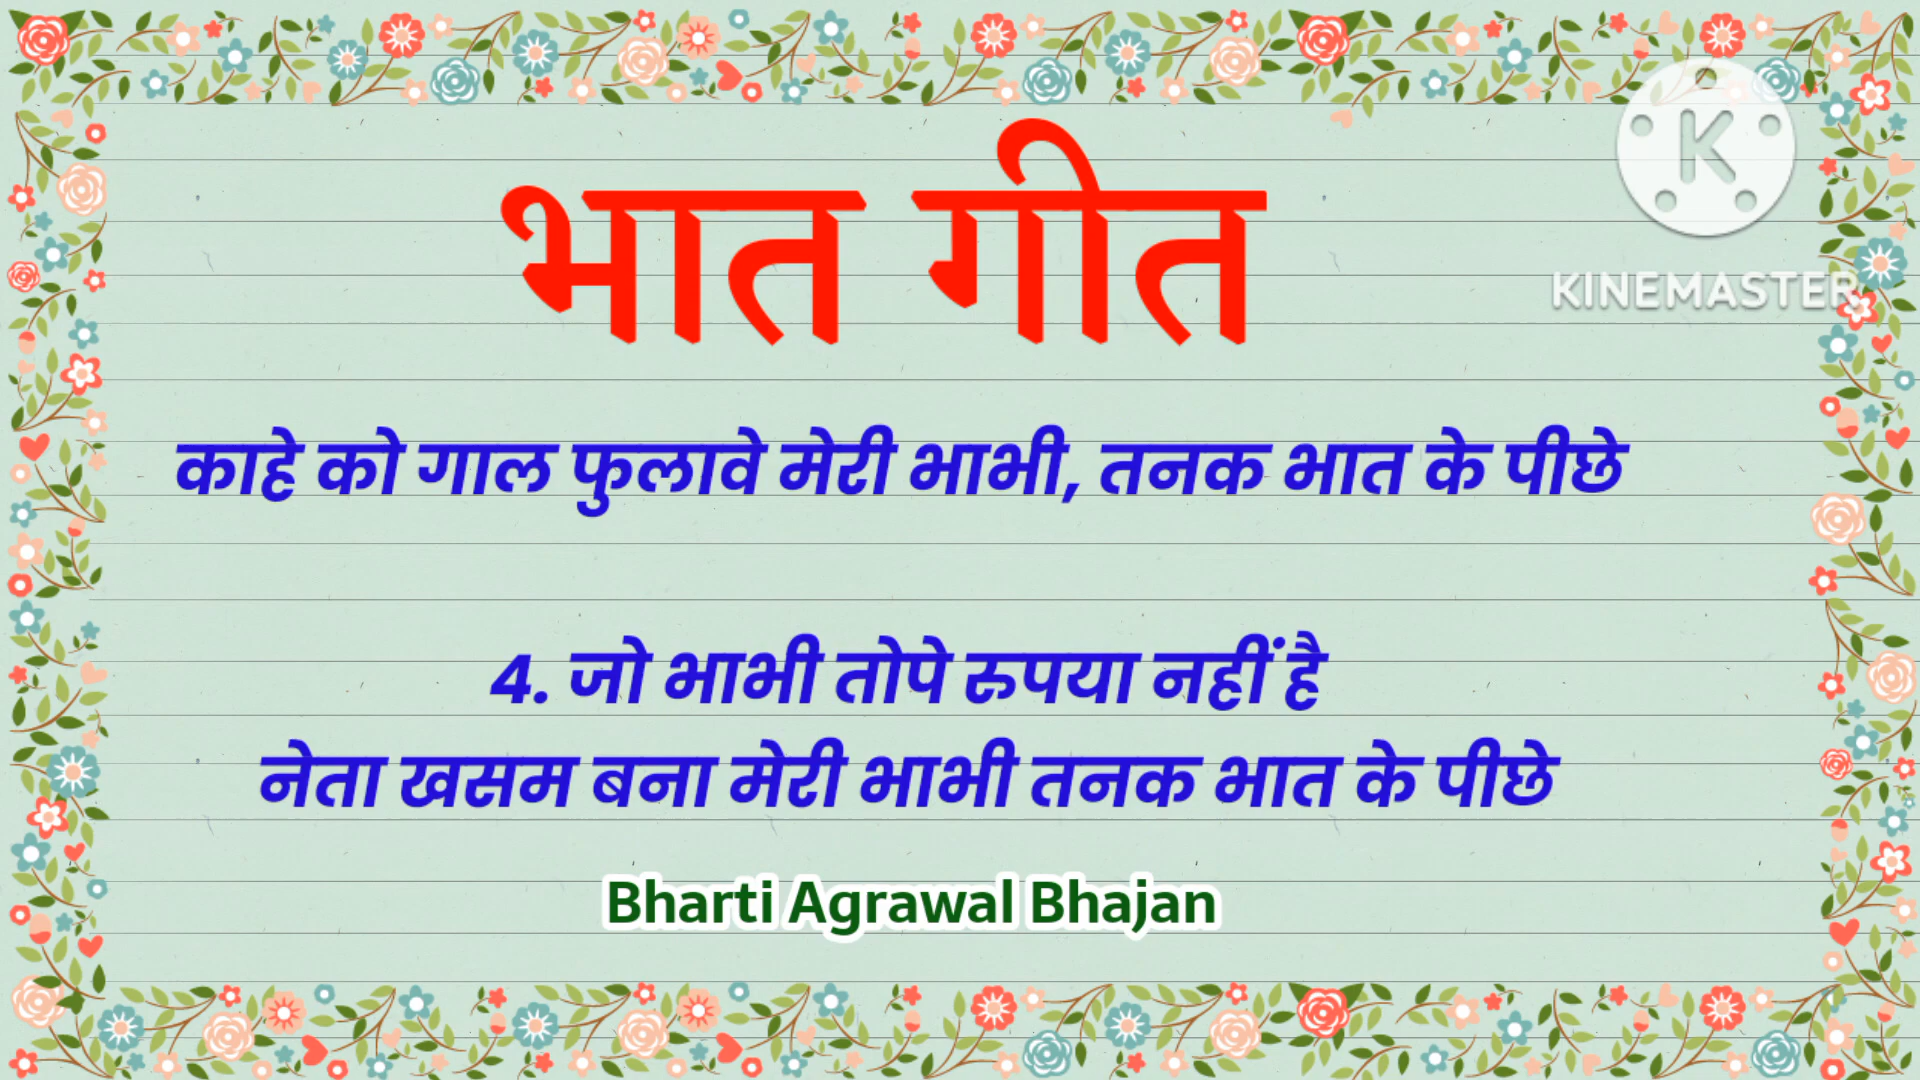 भात गीत
KINEMASTER
काहे को गाल फुलावे मेरी भाभी, तनक भात के पीछे
4. जो भाभी तोपे रुपया नहीं है
नेता खसम बना मेरी भाभी तनक भात के पीछे
Bharti Agrawal Bhajan